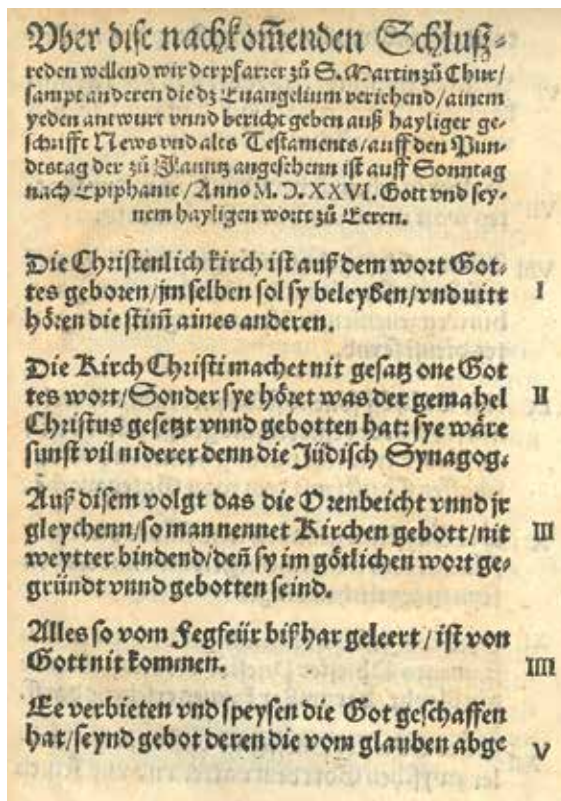 Vber dise nachkom̄enden Schluß⸗
reden wellend wir der pfarrer zů S. Martin zů Chur/
sampt anderen die dz Euangelium veriehend/ainem
yeden antwurt vnnd bericht geben auß hayliger ge⸗
schrifft News vnd alts Testaments/auff den Pun⸗
dtstag der zů Jlanntz angesehenn ist auff Sonntag
nach Epiphanie/Anno M. D. XXVI. Gott vnd sey⸗
nem hayligen wortt zů Eeren.
Die Christenlich kirch ist auß dem wort Got⸗
tes geboren/jm selben sol sy beleyben/vnd nitt I
hören die stim̄ aines anderen.
Die Kirch Christi machet nit gesatz one Got
tes wort/Sonder sye höret was der gemahel II
Christus gesetzt vnnd gebotten hat: sye wäre
sunst vil niderer denn die Jüdisch Synagog.
Auß disem volgt das die Orenbeicht vnnd jr
gleychenn/so man nennet Kirchen gebott/nit III
weytter bindend/den̄ sy im götlichen wort ge⸗
gründt vnnd gebotten seind.
Alles so vom Fegfeür bißhar geleert/ist von
Gott nit kommen. IIII
Ee verbieten vnd speysen die Got geschaffen
hat/seynd gebot deren die vom glauben abge V